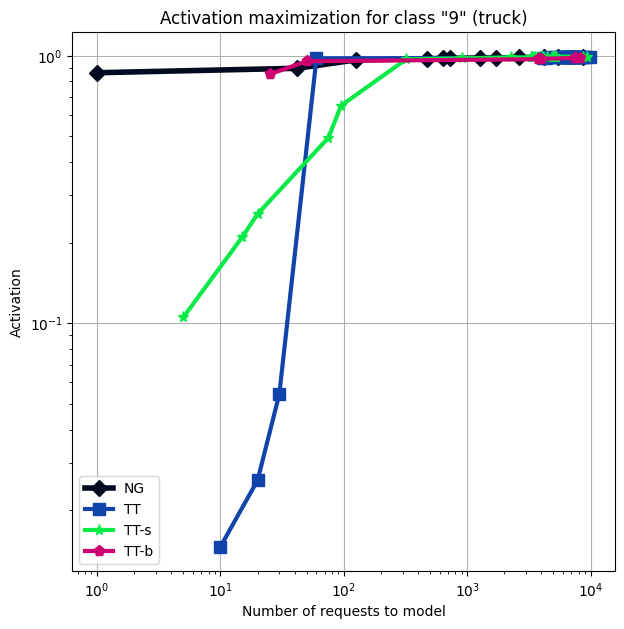 Activation maximization for class "9" (truck)
10⁰
10⁻¹
Activation
NG
TT
TT-s
TT-b
10⁰ 10¹ 10² 10³ 10⁴
Number of requests to model